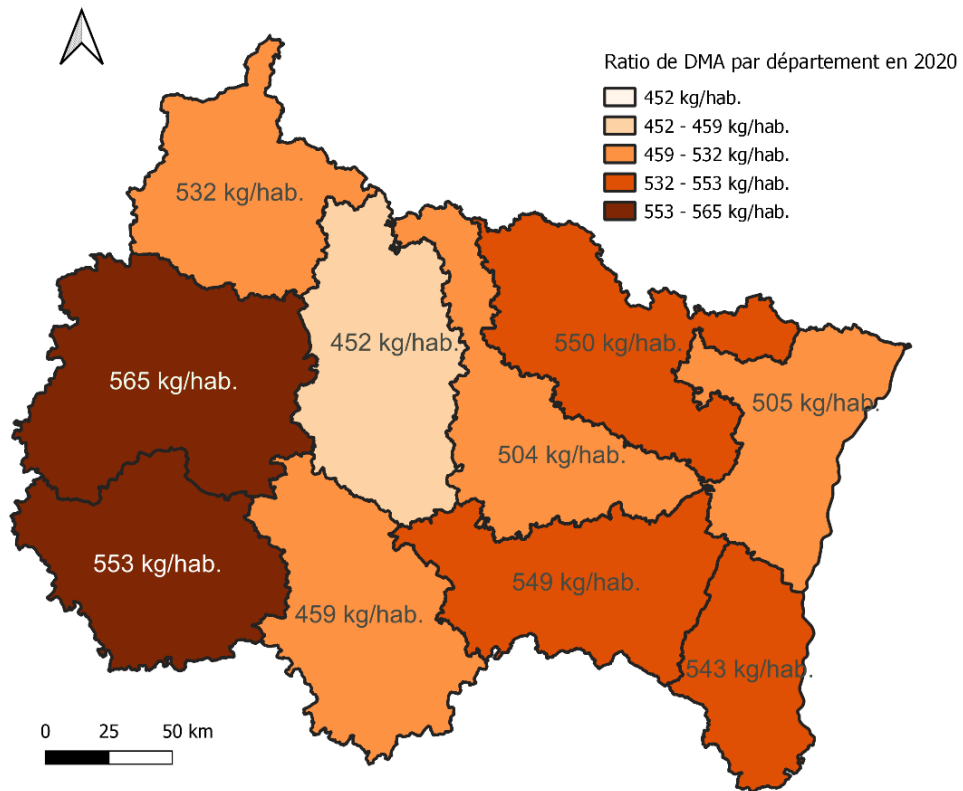 Ratio de DMA par département en 2020
452 kg/hab.
452 - 459 kg/hab.
459 - 532 kg/hab.
532 - 553 kg/hab.
553 - 565 kg/hab.
532 kg/hab.
452 kg/hab.
550 kg/hab.
565 kg/hab.
505 kg/hab.
504 kg/hab.
553 kg/hab.
549 kg/hab.
459 kg/hab.
543 kg/hab.
0 25 50 km